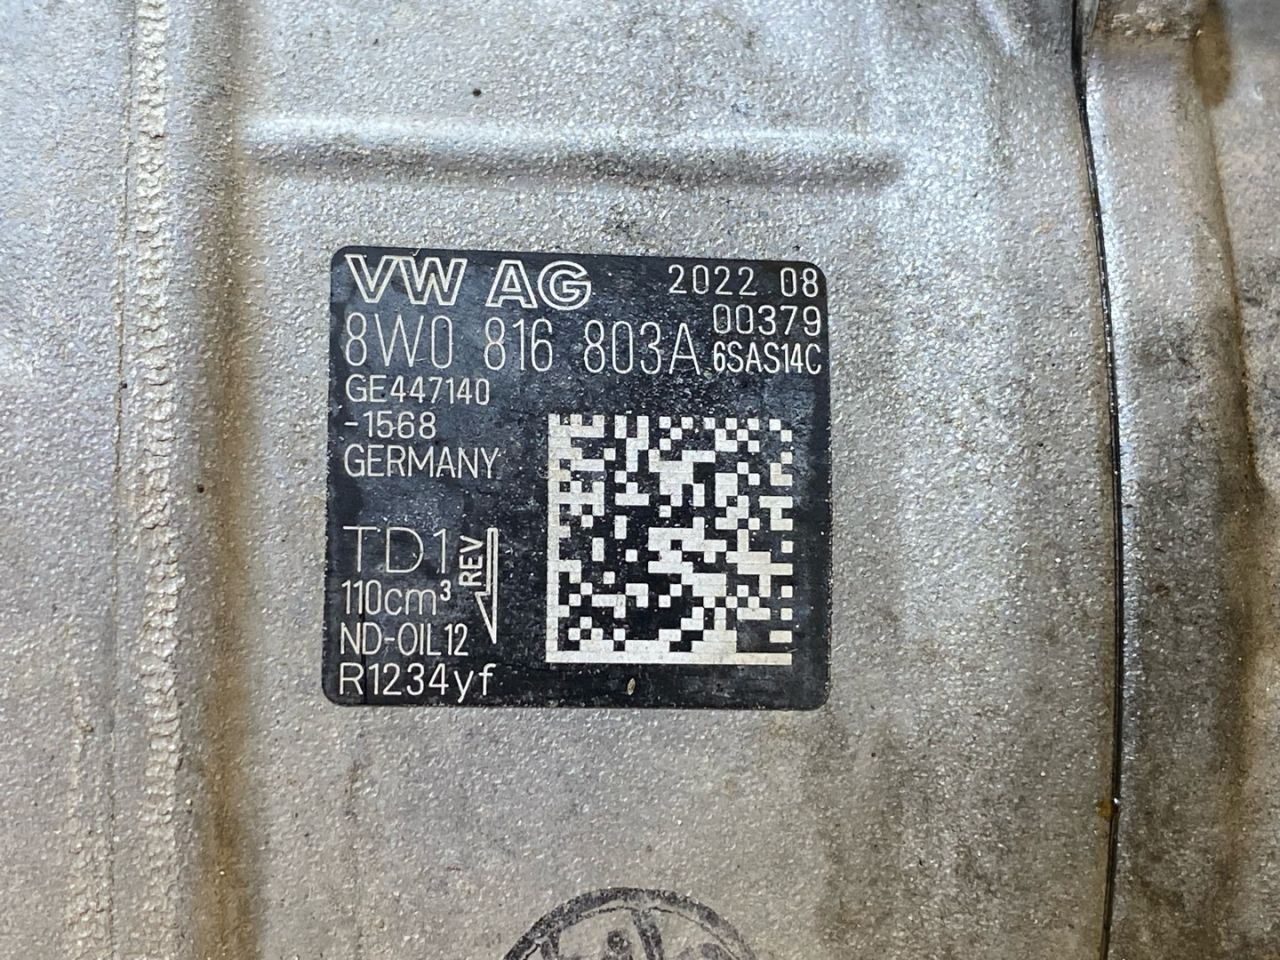 VW AG 2022 08
00379
8W0 816 803A 6SAS14C
GE447140
-1568
GERMANY
TD1 REV
110cm³
ND-OIL12
R1234yf